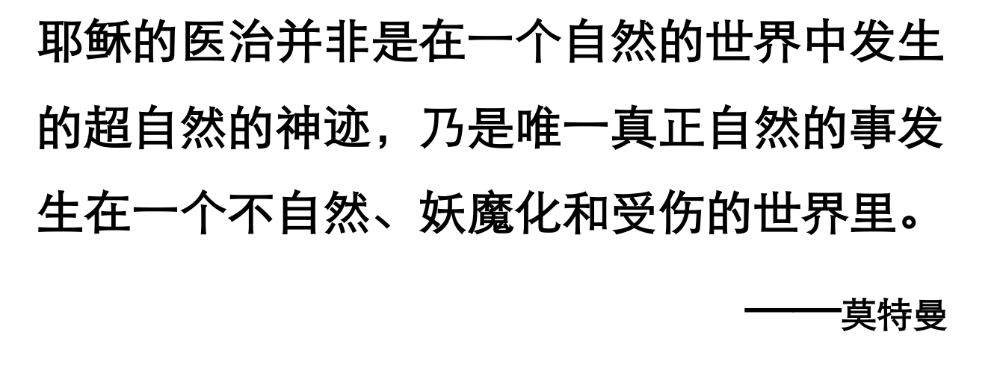 耶稣的医治并非是在一个自然的世界中发生
的超自然的神迹，乃是唯一真正自然的事发
生在一个不自然、妖魔化和受伤的世界里。
——莫特曼